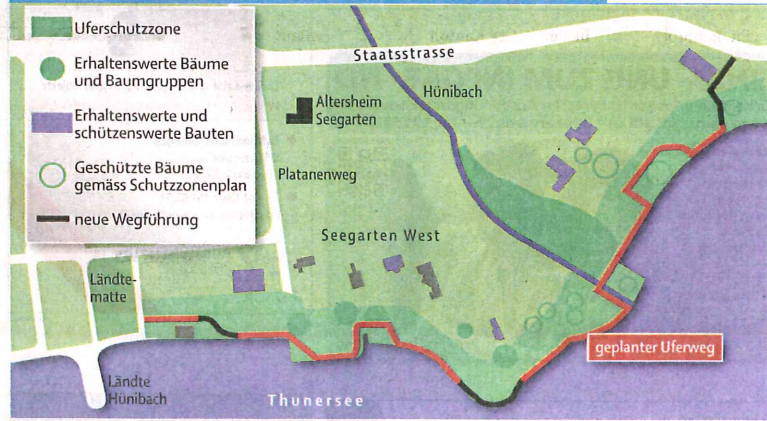 Uferschutzzone
Erhaltenswerte Bäume
und Baumgruppen
Erhaltenswerte und
schützenswerte Bauten
Geschützte Bäume
gemäss Schutzzonenplan
neue Wegführung
Staatsstrasse
Hünibach
Altersheim
Seegarten
Platanenweg
Seegarten West
Ländte-
matte
geplanter Uferweg
Ländte
Hünibach
Thunersee